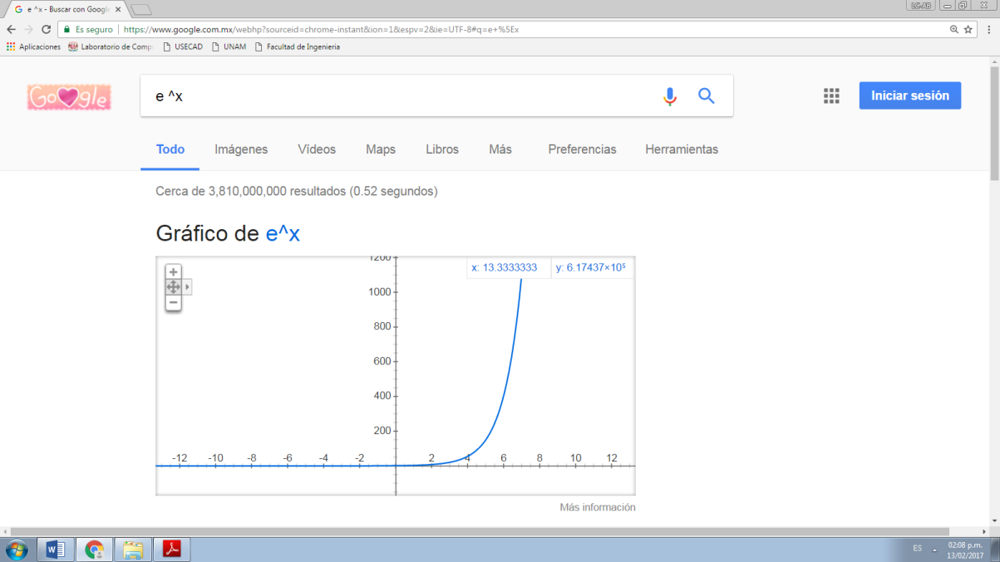 e ^x - Buscar con Googl
LC-AB
Es seguro | https://www.google.com.mx/webhp?sourceid=chrome-instant&ion=1&espv=2&ie=UTF-8#q=e+%5Ex
Aplicaciones Laboratorio de Comp USECAD UNAM Facultad de Ingenieria
Google
e ^x
Iniciar sesión
Todo Imágenes Vídeos Maps Libros Más Preferencias Herramientas
Cerca de 3,810,000,000 resultados (0.52 segundos)
Gráfico de e^x
1200
x: 13.3333333 y: 6.17437×10⁵
1000
800
600
400
200
-12 -10 -8 -6 -4 -2 2 4 6 8 10 12
Más información
ES 02:08 p.m.
13/02/2017